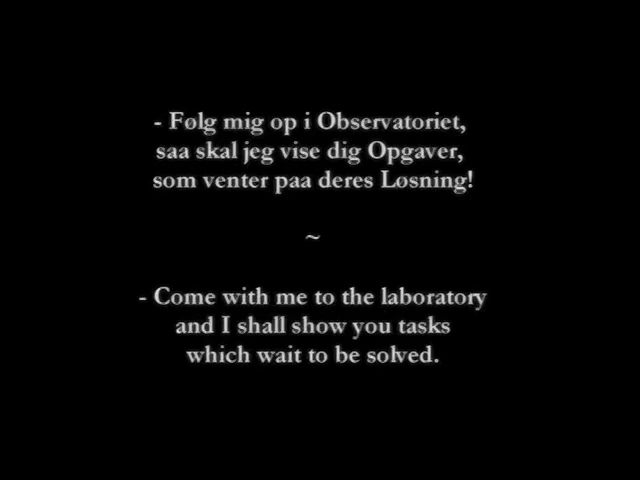 - Følg mig op i Observatoriet,
saa skal jeg vise dig Opgaver,
som venter paa deres Løsning!
~
- Come with me to the laboratory
and I shall show you tasks
which wait to be solved.